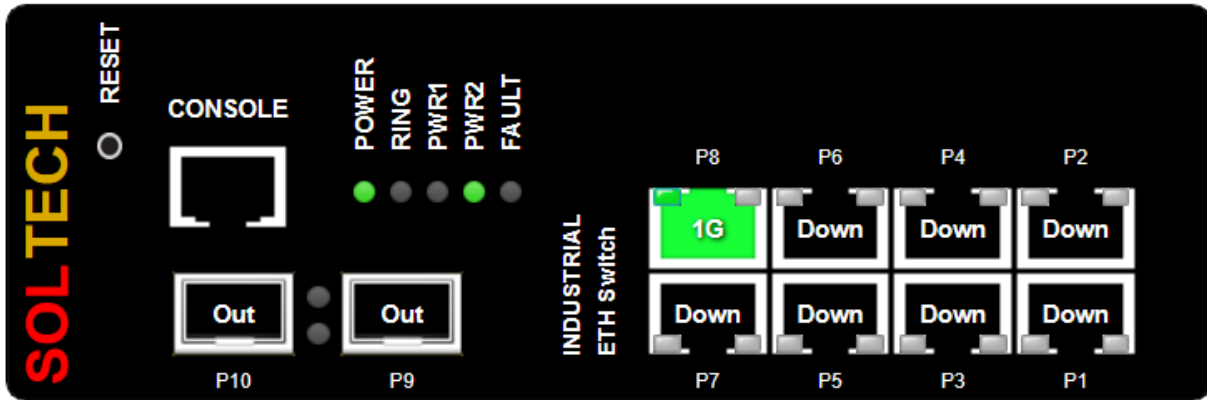 SOLTECH
RESET
CONSOLE
POWER
RING
PWR1
PWR2
FAULT
Out
Out
P10
P9
INDUSTRIAL
ETH Switch
P8 P6 P4 P2
1G Down Down Down
Down Down Down Down
P7 P5 P3 P1